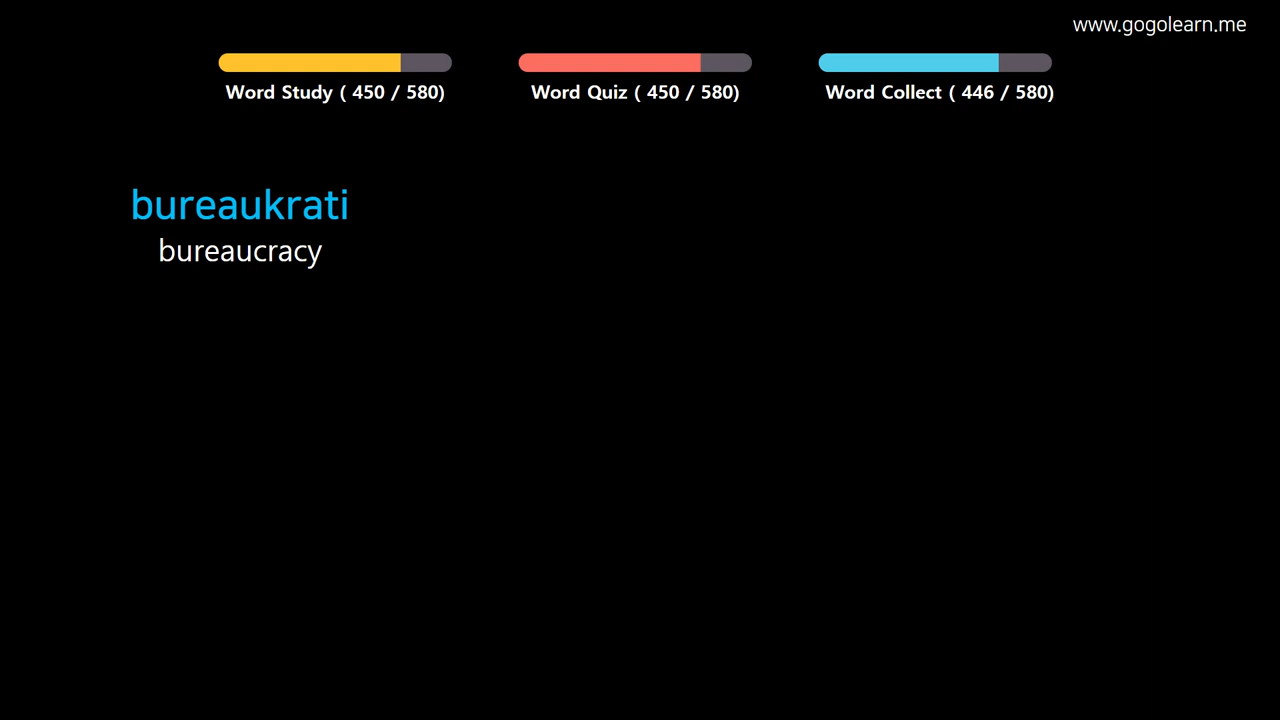 www.gogolearn.me
Word Study ( 450 / 580)
Word Quiz ( 450 / 580)
Word Collect ( 446 / 580)
bureaukrati
bureaucracy